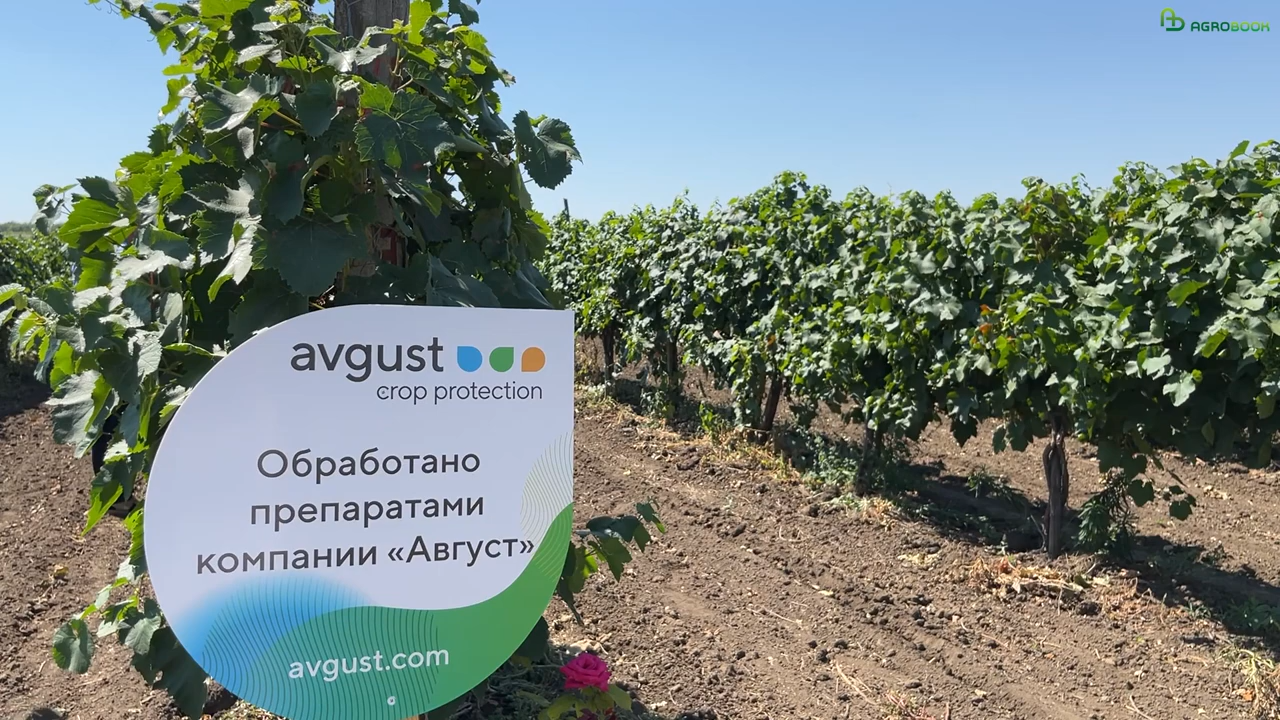 AGROBOOK
avgust
crop protection
Обработано
препаратами
компании «Август»
avgust.com